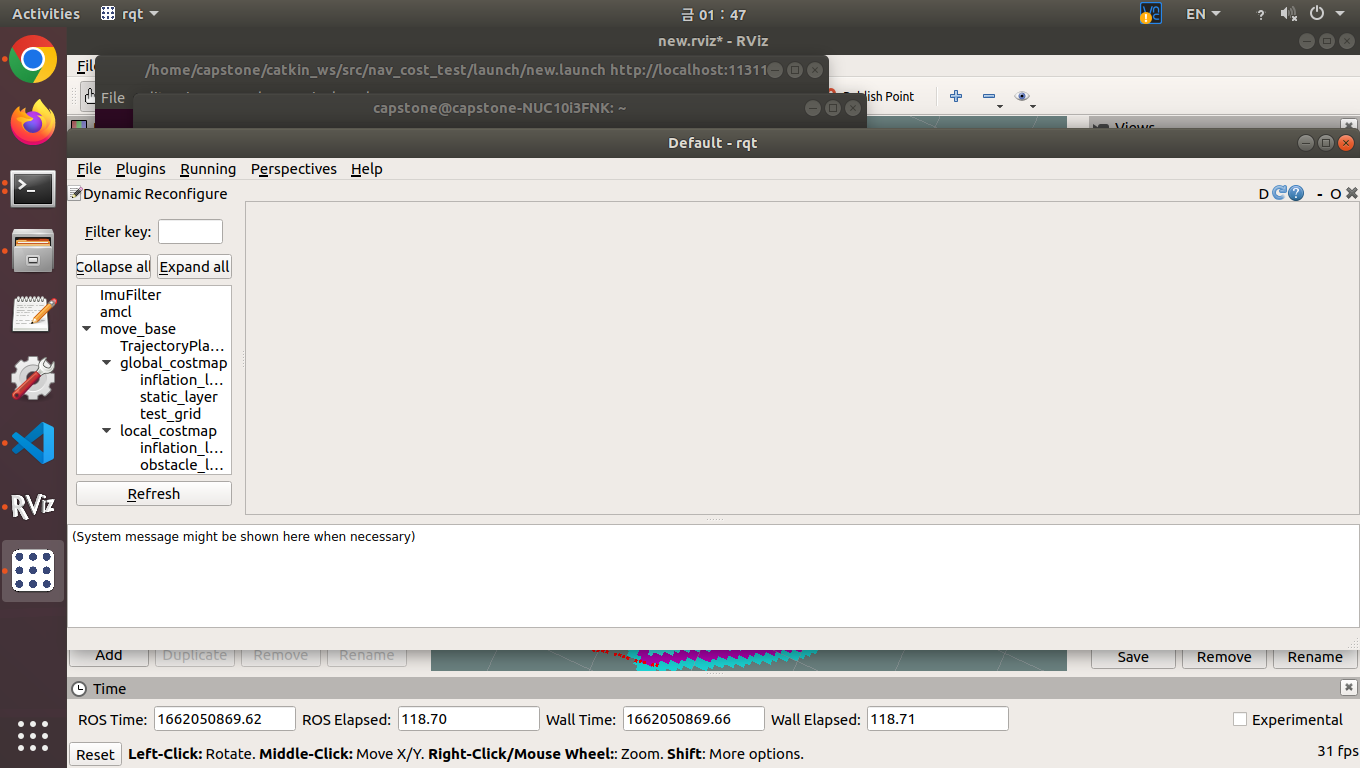 Activities rqt 금 01:47 EN ?
new.rviz* - RViz
/home/capstone/catkin_ws/src/nav_cost_test/launch/new.launch http://localhost:11311
File
Point
capstone@capstone-NUC10i3FNK: ~
Views
Default - rqt
File Plugins Running Perspectives Help
Dynamic Reconfigure D - O
Filter key:
Collapse all Expand all
ImuFilter
amcl
move_base
TrajectoryPla...
global_costmap
inflation_l...
static_layer
test_grid
local_costmap
inflation_l...
obstacle_l...
Refresh
RViz
(System message might be shown here when necessary)
Add Duplicate Remove Rename Save Remove Rename
Time
ROS Time: 1662050869.62 ROS Elapsed: 118.70 Wall Time: 1662050869.66 Wall Elapsed: 118.71 Experimental
Reset Left-Click: Rotate. Middle-Click: Move X/Y. Right-Click/Mouse Wheel:: Zoom. Shift: More options. 31 fps